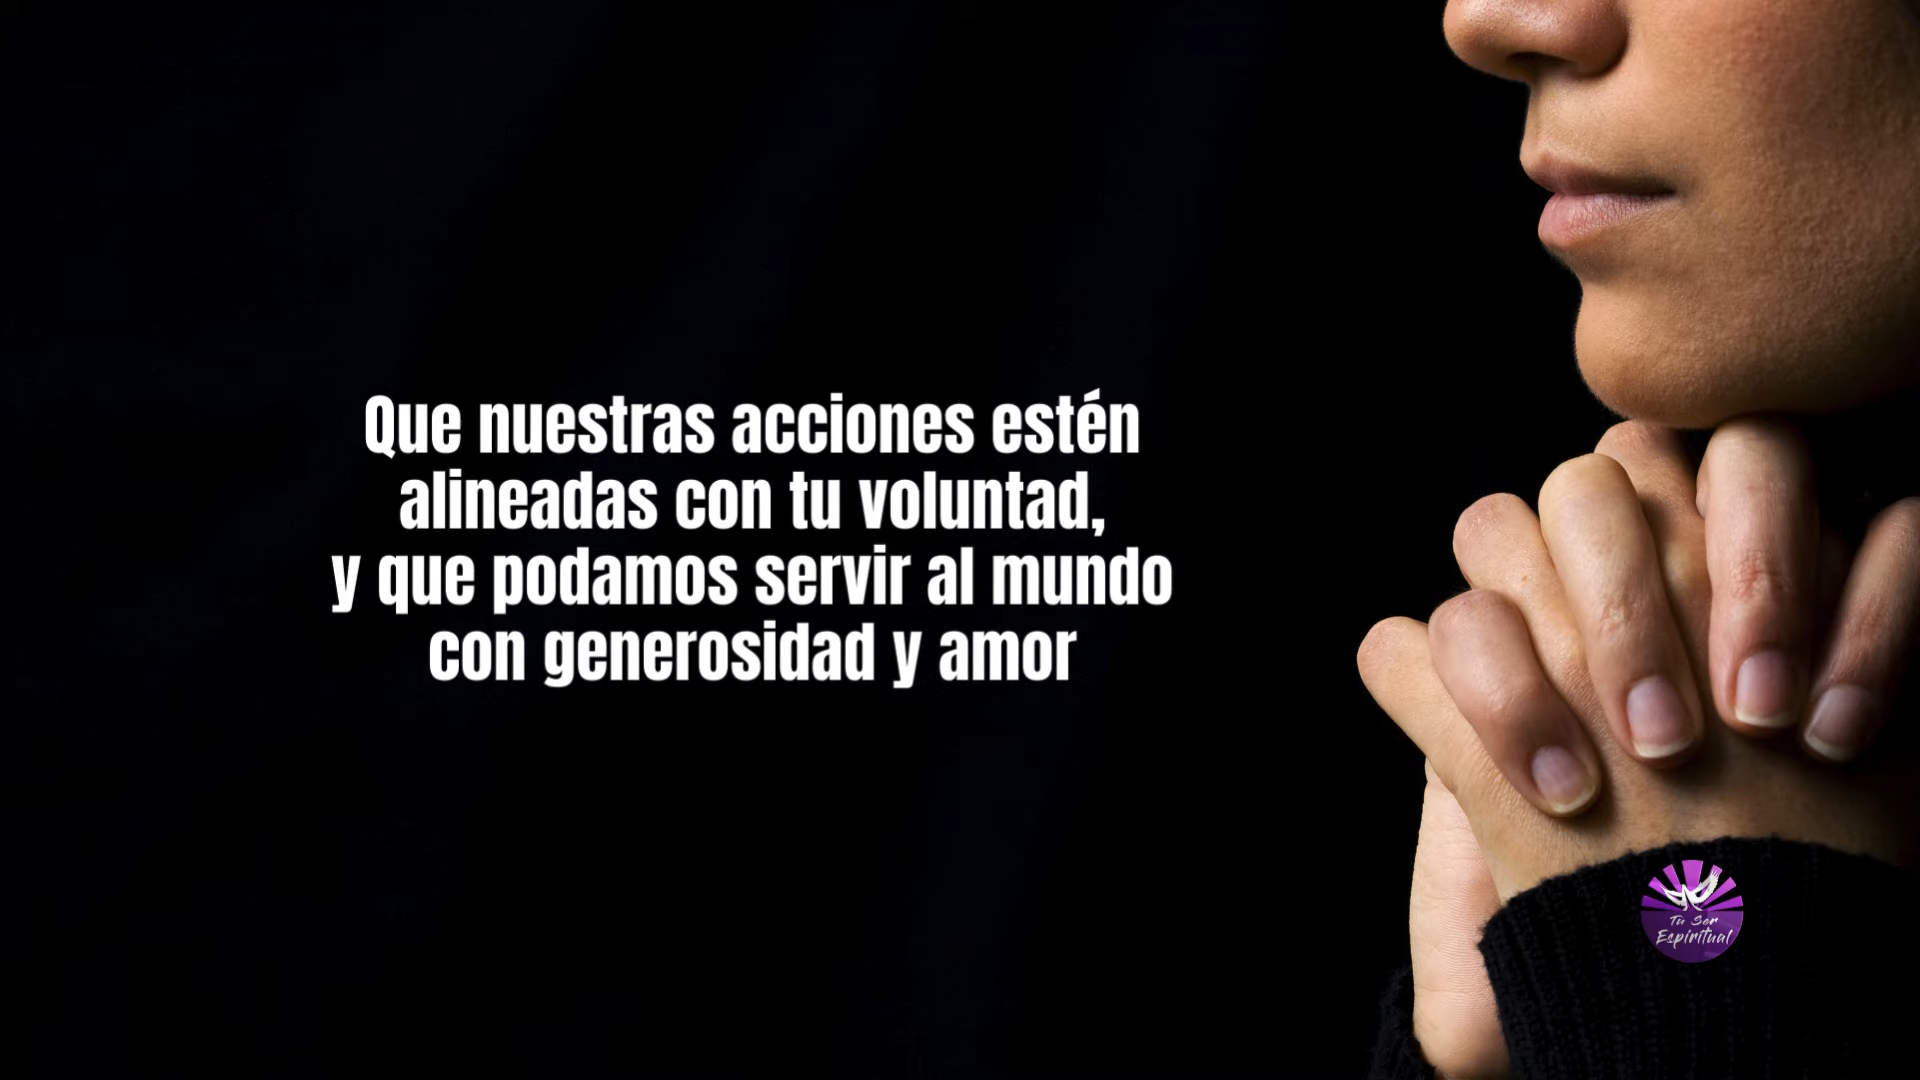 Que nuestras acciones estén
alineadas con tu voluntad,
y que podamos servir al mundo
con generosidad y amor
Tu Ser
Espiritual